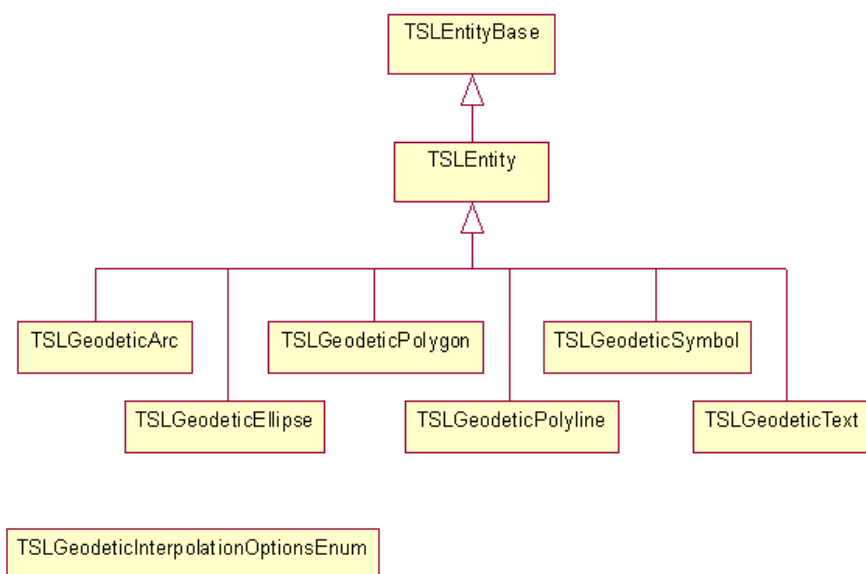 TSLEntityBase
TSLEntity
TSLGeodeticArc
TSLGeodeticPolygon
TSLGeodeticSymbol
TSLGeodeticEllipse
TSLGeodeticPolyline
TSLGeodeticText
TSLGeodeticInterpolationOptionsEnum